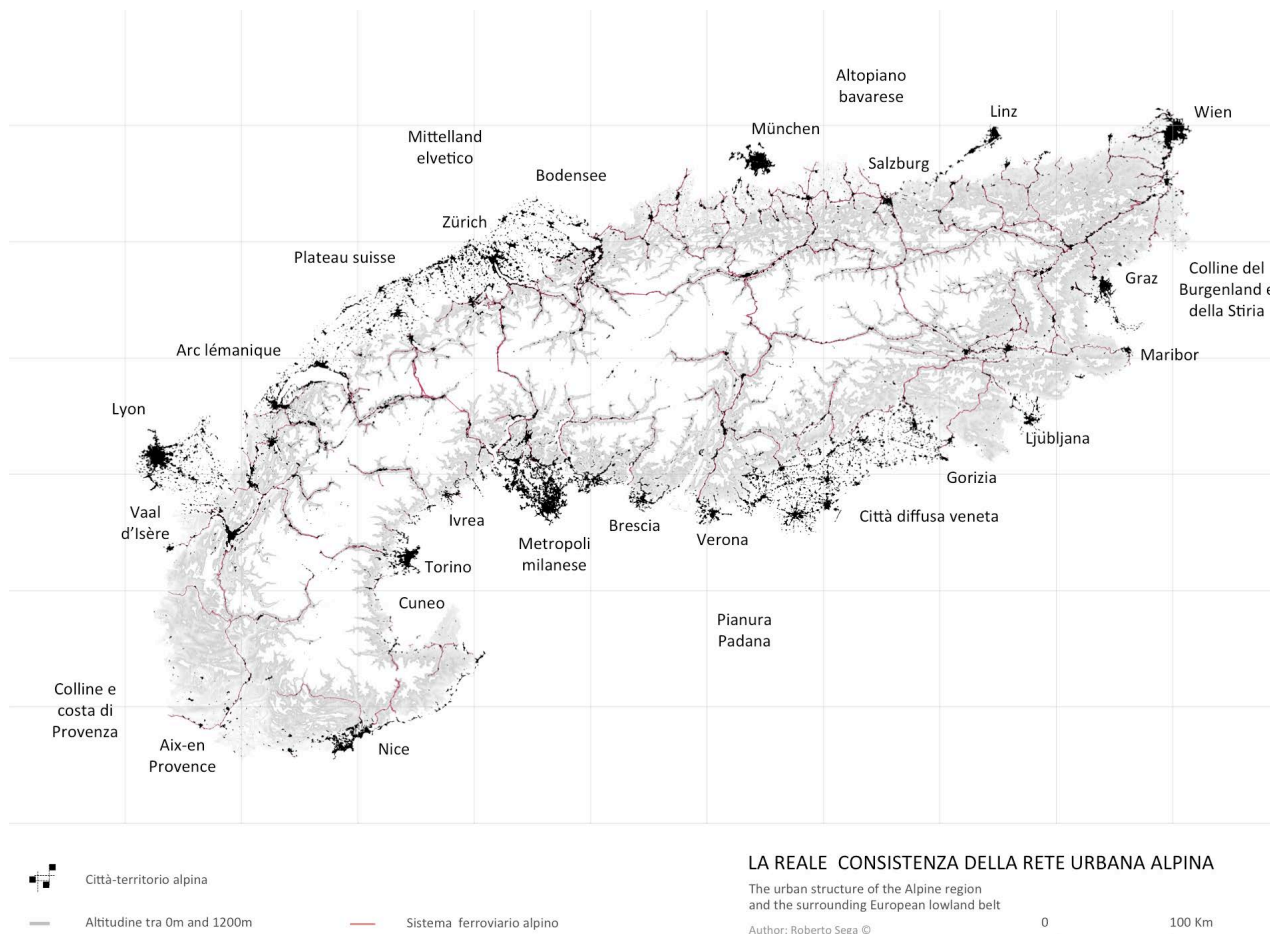 Altopiano
bavarese
Linz
Wien
Mittelland
elvetico
München
Salzburg
Bodensee
Zürich
Plateau suisse
Graz
Colline del
Burgenland e
della Stiria
Arc lémanique
Maribor
Lyon
Ljubljana
Gorizia
Vaal
d’Isère
Ivrea
Brescia
Città diffusa veneta
Verona
Metropoli
milanese
Torino
Cuneo
Pianura
Padana
Colline e
costa di
Provenza
Aix-en
Provence
Nice
LA REALE CONSISTENZA DELLA RETE URBANA ALPINA
Città-territorio alpina
The urban structure of the Alpine region
and the surrounding European lowland belt
Altitudine tra 0m and 1200m
Sistema ferroviario alpino
0
100 Km
Author: Roberto Sega ©